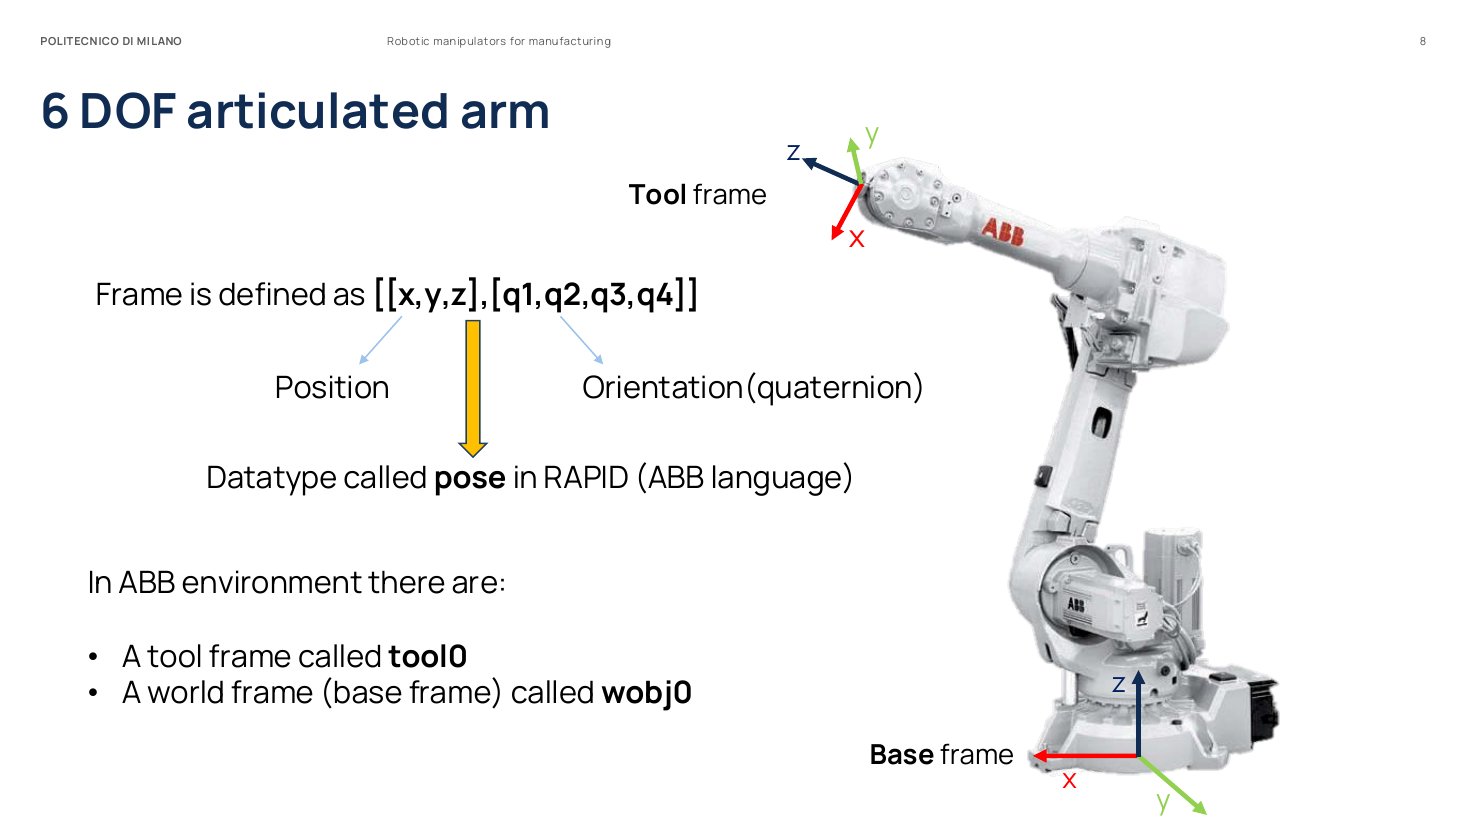 POLITECNICO DI MILANO
Robotic manipulators for manufacturing
8
6 DOF articulated arm
y
z
Tool frame
x
ABB
Frame is defined as [[x,y,z],[q1,q2,q3,q4]]
Position
Orientation(quaternion)
Datatype called pose in RAPID (ABB language)
In ABB environment there are:
ABB
• A tool frame called tool0
• A world frame (base frame) called wobj0
z
Base frame
x
y